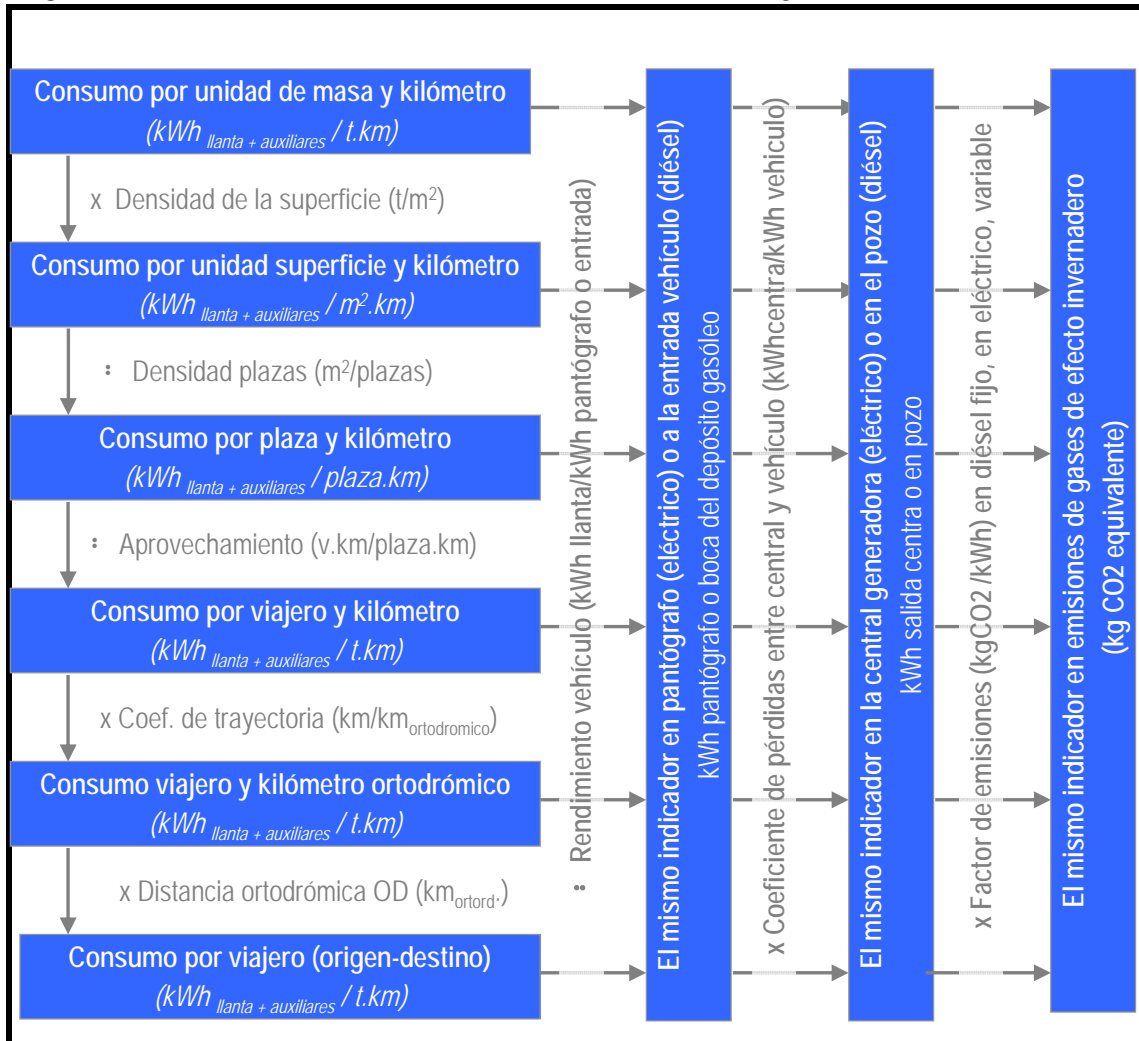 Consumo por unidad de masa y kilómetro
(kWh llanta + auxiliares / t.km)
x Densidad de la superficie (t/m²)
Consumo por unidad superficie y kilómetro
(kWh llanta + auxiliares / m².km)
: Densidad plazas (m²/plazas)
Consumo por plaza y kilómetro
(kWh llanta + auxiliares / plaza.km)
: Aprovechamiento (v.km/plaza.km)
Consumo por viajero y kilómetro
(kWh llanta + auxiliares / t.km)
x Coef. de trayectoria (km/km ortodromico)
Consumo viajero y kilómetro ortodrómico
(kWh llanta + auxiliares / t.km)
x Distancia ortodrómica OD (km ortord.)
Consumo por viajero (origen-destino)
(kWh llanta + auxiliares / t.km)
: Rendimiento vehículo (kWh llanta/kWh pantógrafo o entrada)
El mismo indicador en pantógrafo (eléctrico) o a la entrada vehículo (diésel)
kWh pantógrafo o boca del depósito gasóleo
x Coeficiente de pérdidas entre central y vehículo (kWhcentra/kWh vehiculo)
El mismo indicador en la central generadora (eléctrico) o en el pozo (diésel)
kWh salida centra o en pozo
x Factor de emisiones (kgCO2 /kWh) en diésel fijo, en eléctrico, variable
El mismo indicador en emisiones de gases de efecto invernadero
(kg CO2 equivalente)